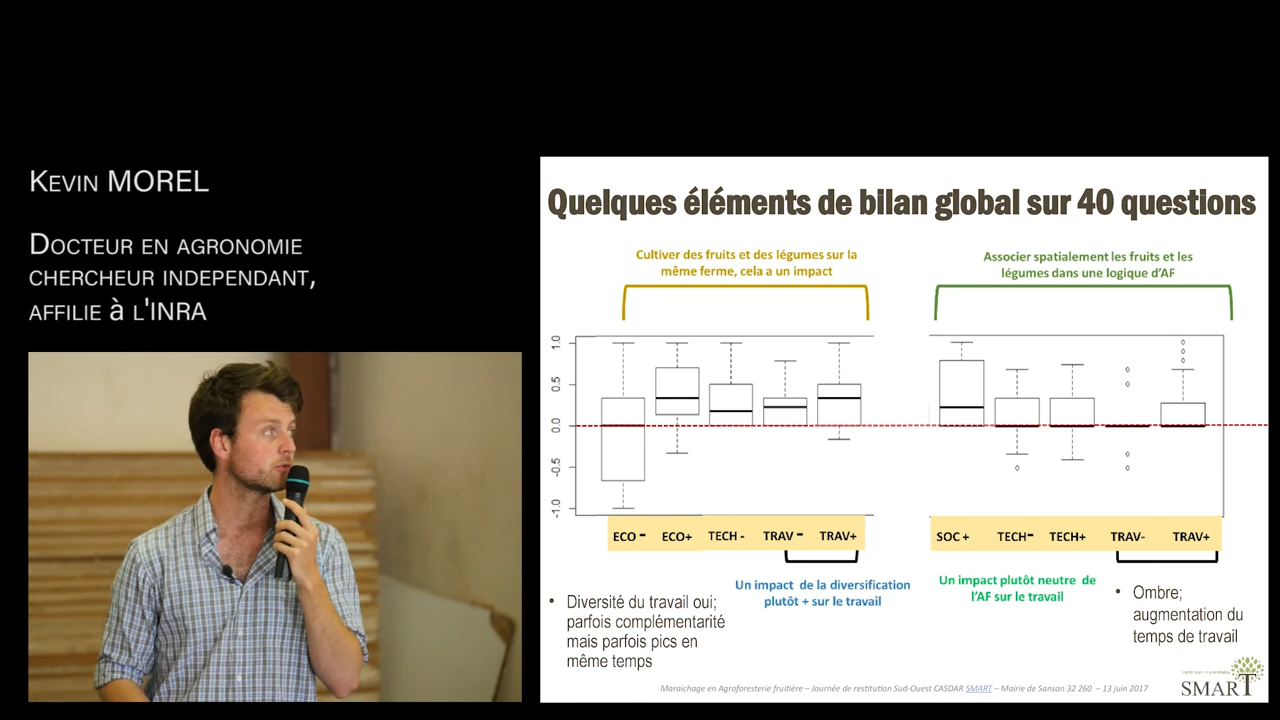 Kevin MOREL
Docteur en agronomie
chercheur independant,
affilie à l'INRA
Quelques éléments de bilan global sur 40 questions
Cultiver des fruits et des légumes sur la
même ferme, cela a un impact
Associer spatialement les fruits et les
légumes dans une logique d'AF
1.0
0.5
0.0
-0.5
-1.0
ECO - ECO+ TECH - TRAV - TRAV+
SOC + TECH- TECH+ TRAV- TRAV+
Un impact de la diversification
plutôt + sur le travail
Un impact plutôt neutre de
l'AF sur le travail
• Diversité du travail oui;
parfois complémentarité
mais parfois pics en
même temps
• Ombre;
augmentation du
temps de travail
Maraichage en Agroforesterie fruitière – Journée de restitution Sud-Ouest CASDAR SMART – Mairie de Sansan 32 260 – 13 juin 2017
SMART